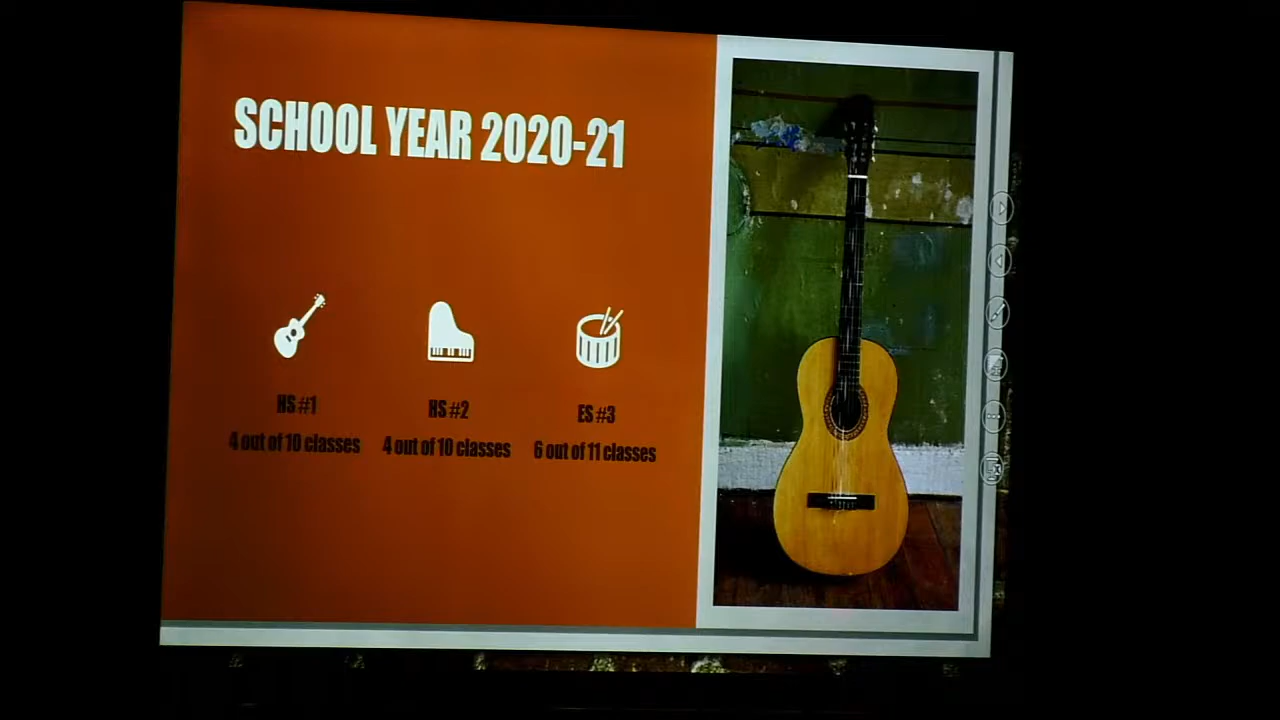 SCHOOL YEAR 2020-21
HS #1
4 out of 10 classes
HS #2
4 out of 10 classes
ES #3
6 out of 11 classes